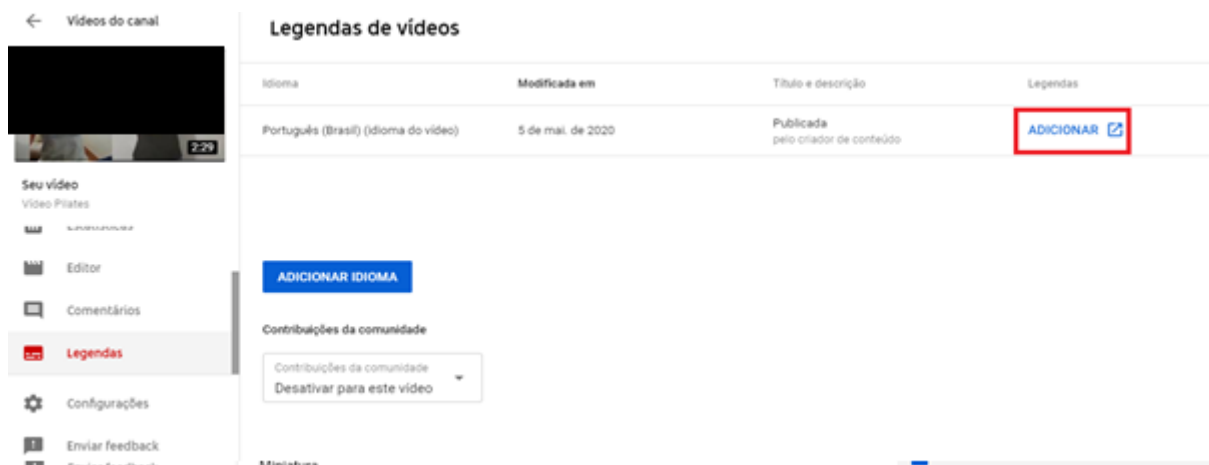 Vídeos do canal
Legendas de vídeos
Idioma
Modificada em
Título e descrição
Legendas
Português (Brasil) (idioma do vídeo)
5 de mai. de 2020
Publicada
pelo criador de conteúdo
ADICIONAR
2:29
Seu vídeo
Vídeo Pilates
Editor
Comentários
Legendas
Configurações
Enviar feedback
ADICIONAR IDIOMA
Contribuições da comunidade
Contribuições da comunidade
Desativar para este vídeo